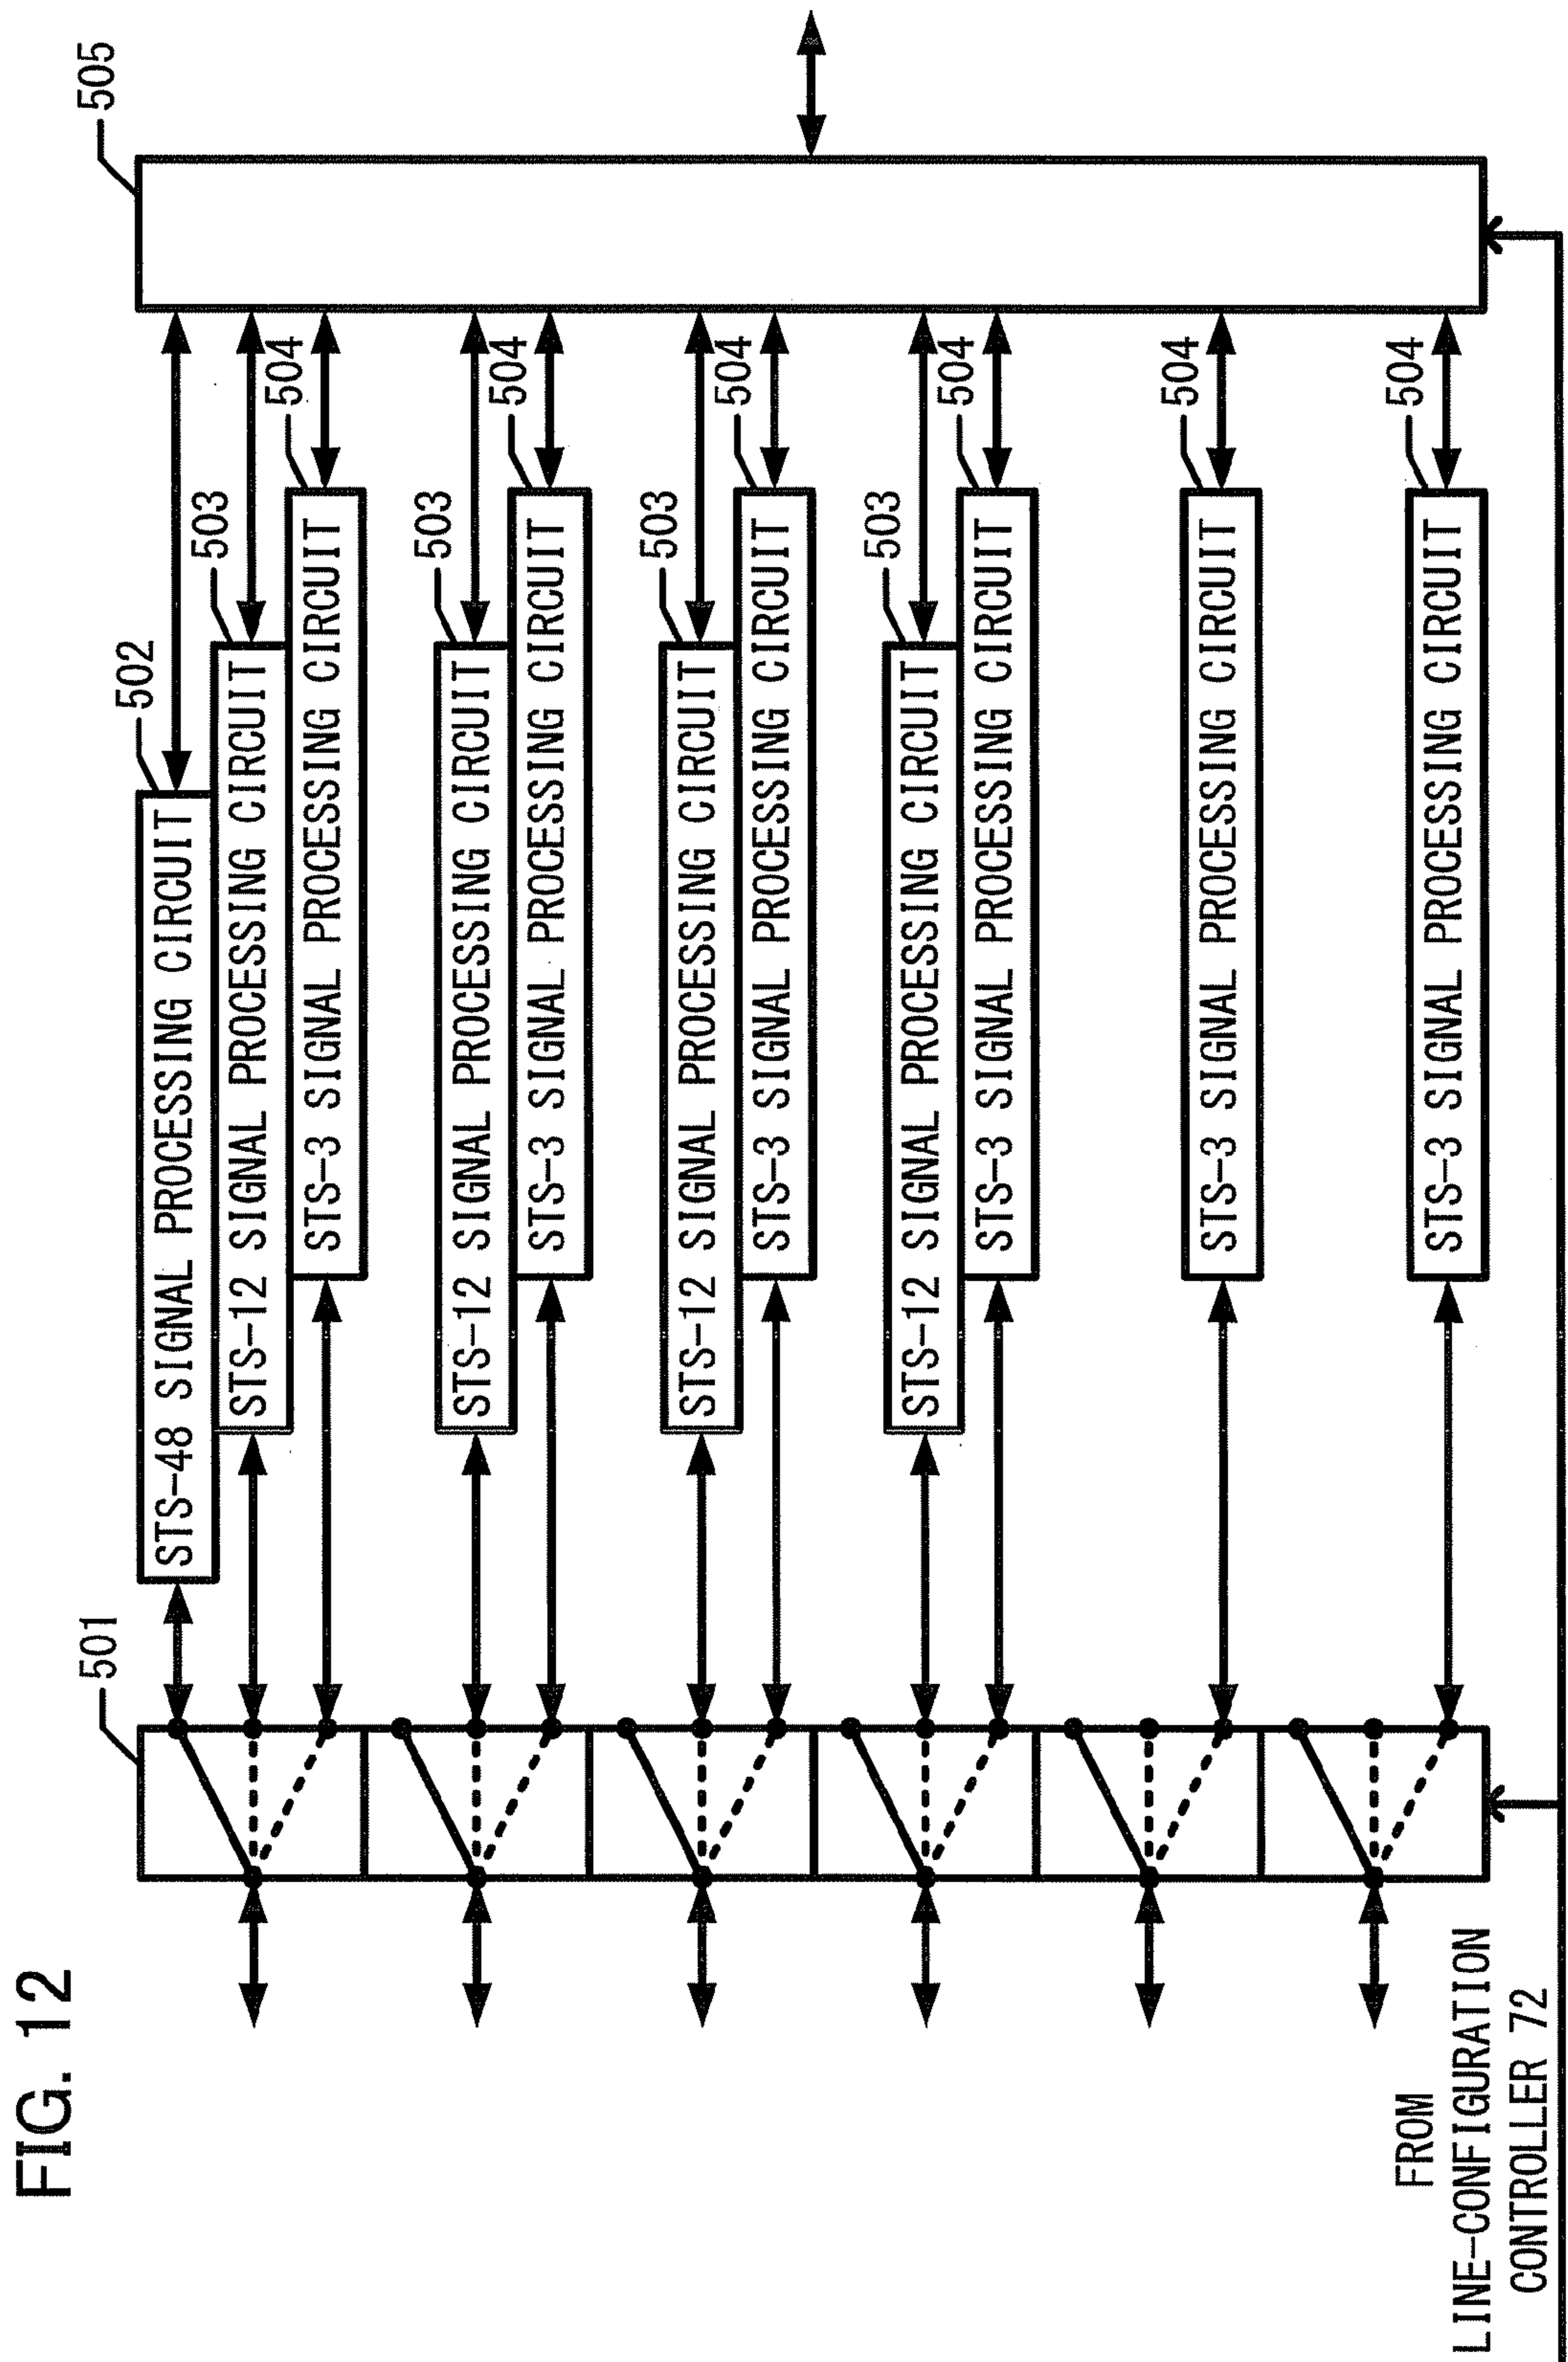 FIG. 12
501
502
STS-48 SIGNAL PROCESSING CIRCUIT
503
STS-12 SIGNAL PROCESSING CIRCUIT
504
STS-3 SIGNAL PROCESSING CIRCUIT
503
STS-12 SIGNAL PROCESSING CIRCUIT
504
STS-3 SIGNAL PROCESSING CIRCUIT
503
STS-12 SIGNAL PROCESSING CIRCUIT
504
STS-3 SIGNAL PROCESSING CIRCUIT
503
STS-12 SIGNAL PROCESSING CIRCUIT
504
STS-3 SIGNAL PROCESSING CIRCUIT
504
STS-3 SIGNAL PROCESSING CIRCUIT
504
STS-3 SIGNAL PROCESSING CIRCUIT
505
FROM
LINE-CONFIGURATION
CONTROLLER 72